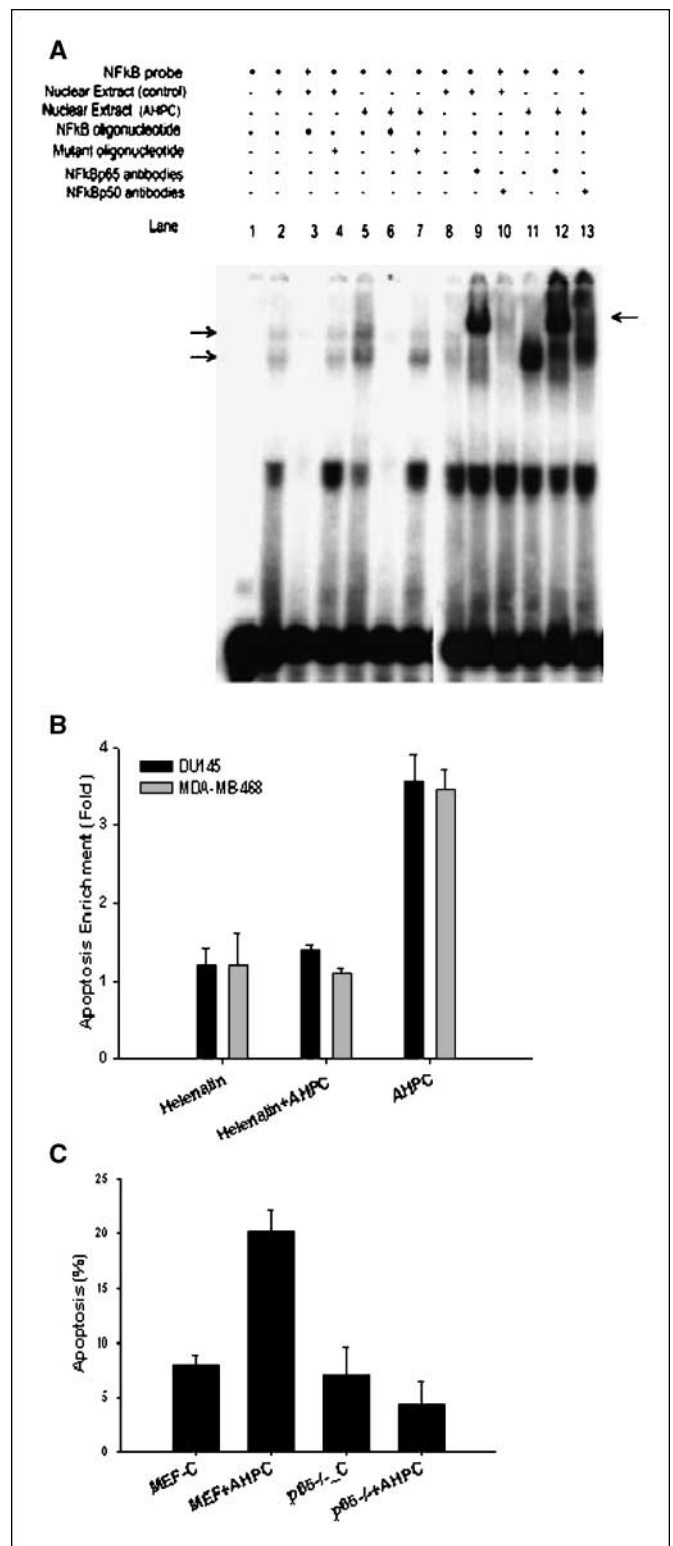 A
NFkB probe + + + + + + + + + + + + +
Nuclear Extract (control) - + + + - - - + + + - - -
Nuclear Extract (AHPC) - - - - + + + - - - + + +
NFkB oligonucleotide - - + - - + - - - - - - -
Mutant oligonucleotide - - - + - - + - - - - - -
NFkBp65 antibodies - - - - - - - - + - - + -
NFkBp50 antibodies - - - - - - - - - + - - +
Lane 1 2 3 4 5 6 7 8 9 10 11 12 13
B
Apoptosis Enrichment (Fold)
4
3
2
1
0
DU145
MDA-MB-468
Helenalin
Helenalin+AHPC
AHPC
C
Apoptosis (%)
25
20
15
10
5
0
MEF-C
MEF+AHPC
p65-/-_C
p65-/-+AHPC